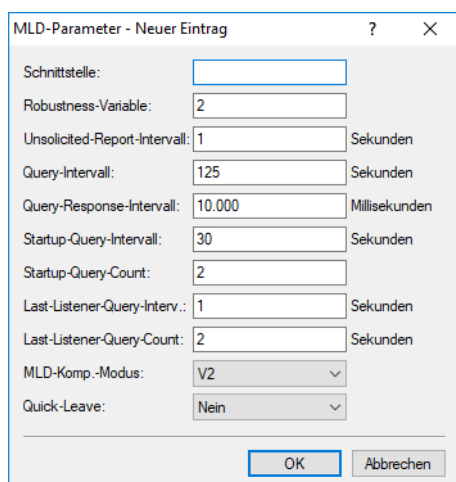 MLD-Parameter - Neuer Eintrag ?
Schnittstelle:
Robustness-Variable: 2
Unsolicited-Report-Intervall: 1 Sekunden
Query-Intervall: 125 Sekunden
Query-Response-Intervall: 10.000 Millisekunden
Startup-Query-Intervall: 30 Sekunden
Startup-Query-Count: 2
Last-Listener-Query-Interv.: 1 Sekunden
Last-Listener-Query-Count: 2 Sekunden
MLD-Komp.-Modus: V2
Quick-Leave: Nein
OK Abbrechen